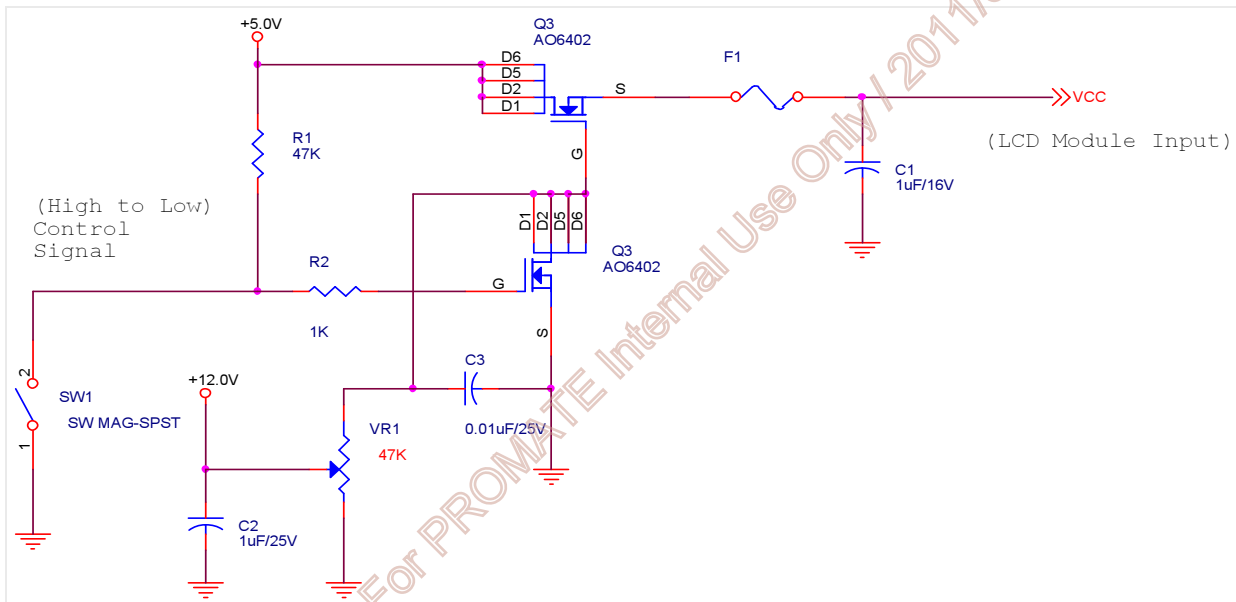 +5.0V
Q3
AO6402
D6
D5
D2
D1
S
G
F1
VCC
(LCD Module Input)
R1
47K
C1
1uF/16V
(High to Low)
Control
Signal
D1
D2
D5
D6
Q3
AO6402
R2
1K
G
S
2
SW1
SW MAG-SPST
1
+12.0V
C3
0.01uF/25V
VR1
47K
C2
1uF/25V
For PROMATE Internal Use Only / 2011/